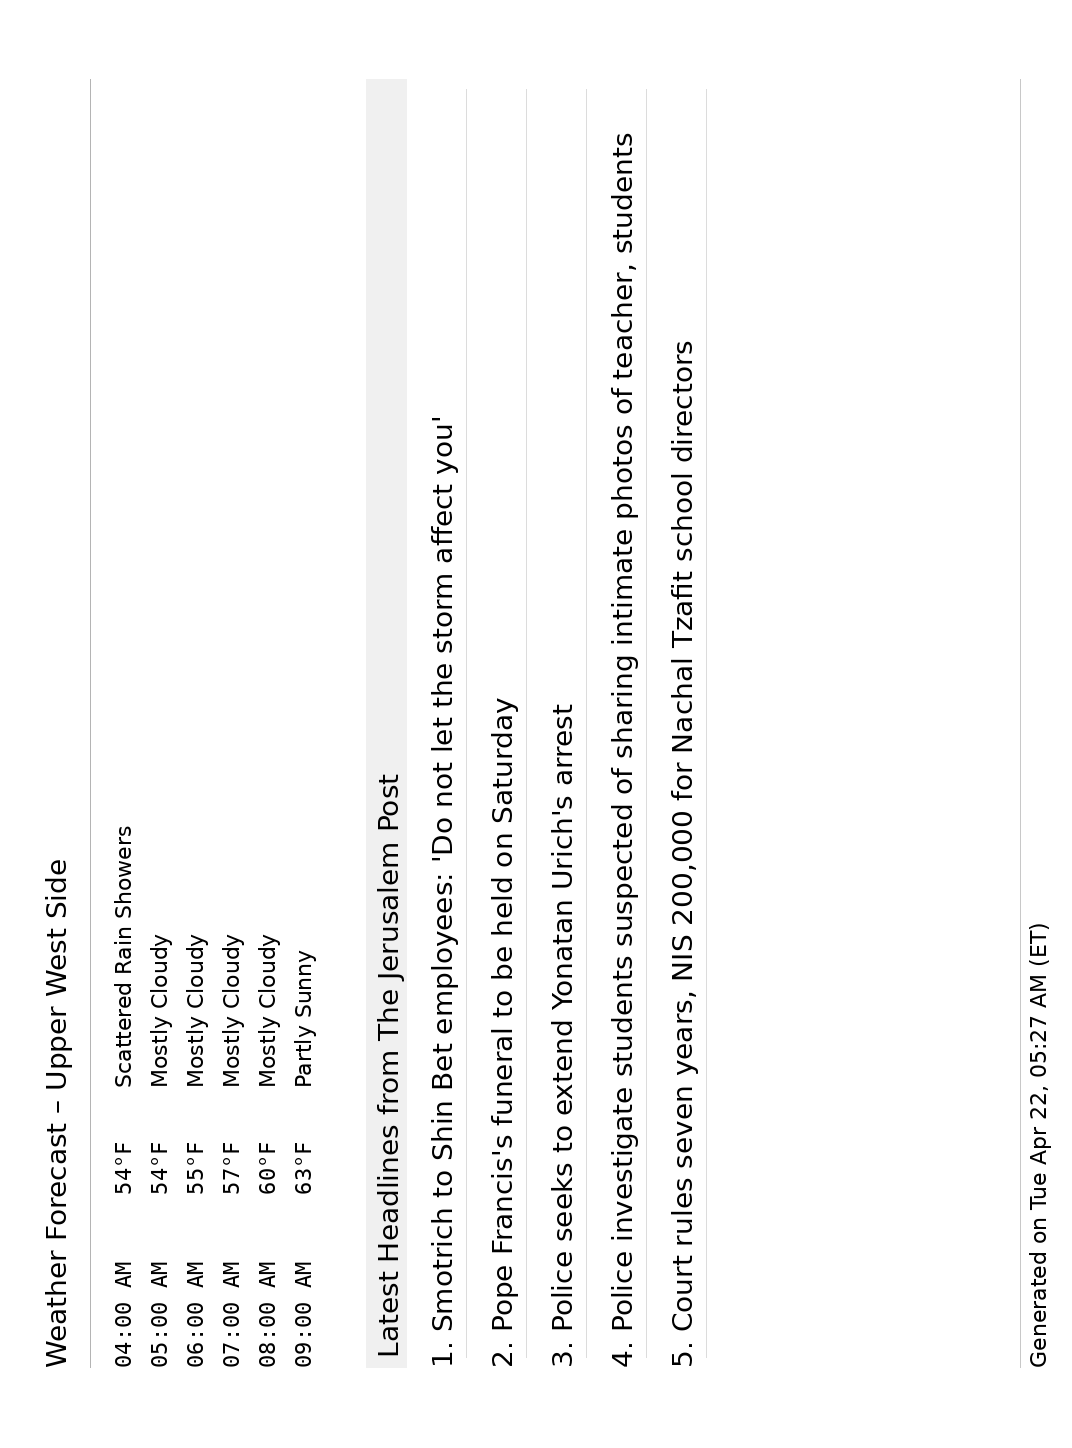 Weather Forecast – Upper West Side
04:00 AM 54°F Scattered Rain Showers
05:00 AM 54°F Mostly Cloudy
06:00 AM 55°F Mostly Cloudy
07:00 AM 57°F Mostly Cloudy
08:00 AM 60°F Mostly Cloudy
09:00 AM 63°F Partly Sunny
Latest Headlines from The Jerusalem Post
1. Smotrich to Shin Bet employees: 'Do not let the storm affect you'
2. Pope Francis's funeral to be held on Saturday
3. Police seeks to extend Yonatan Urich's arrest
4. Police investigate students suspected of sharing intimate photos of teacher, students
5. Court rules seven years, NIS 200,000 for Nachal Tzafit school directors
Generated on Tue Apr 22, 05:27 AM (ET)